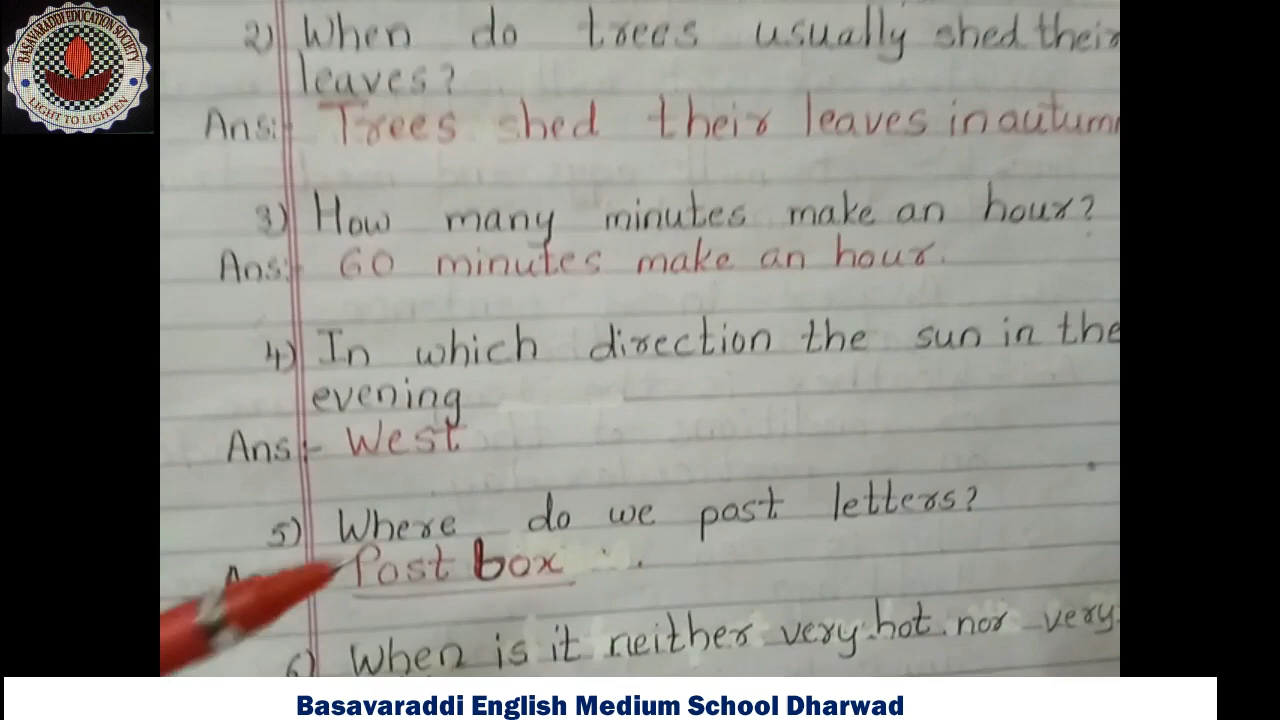 BASAVARADDI EDUCATION SOCIETY
LIGHT TO LIGHTEN
2) When do trees usually shed their
leaves?
Ans:- Trees shed their leaves in autumn
3) How many minutes make an hour?
Ans:- 60 minutes make an hour.
4) In which direction the sun in the
evening
Ans:- West
5) Where do we post letters?
Post box
6) When is it neither very hot nor very
Basavaraddi English Medium School Dharwad